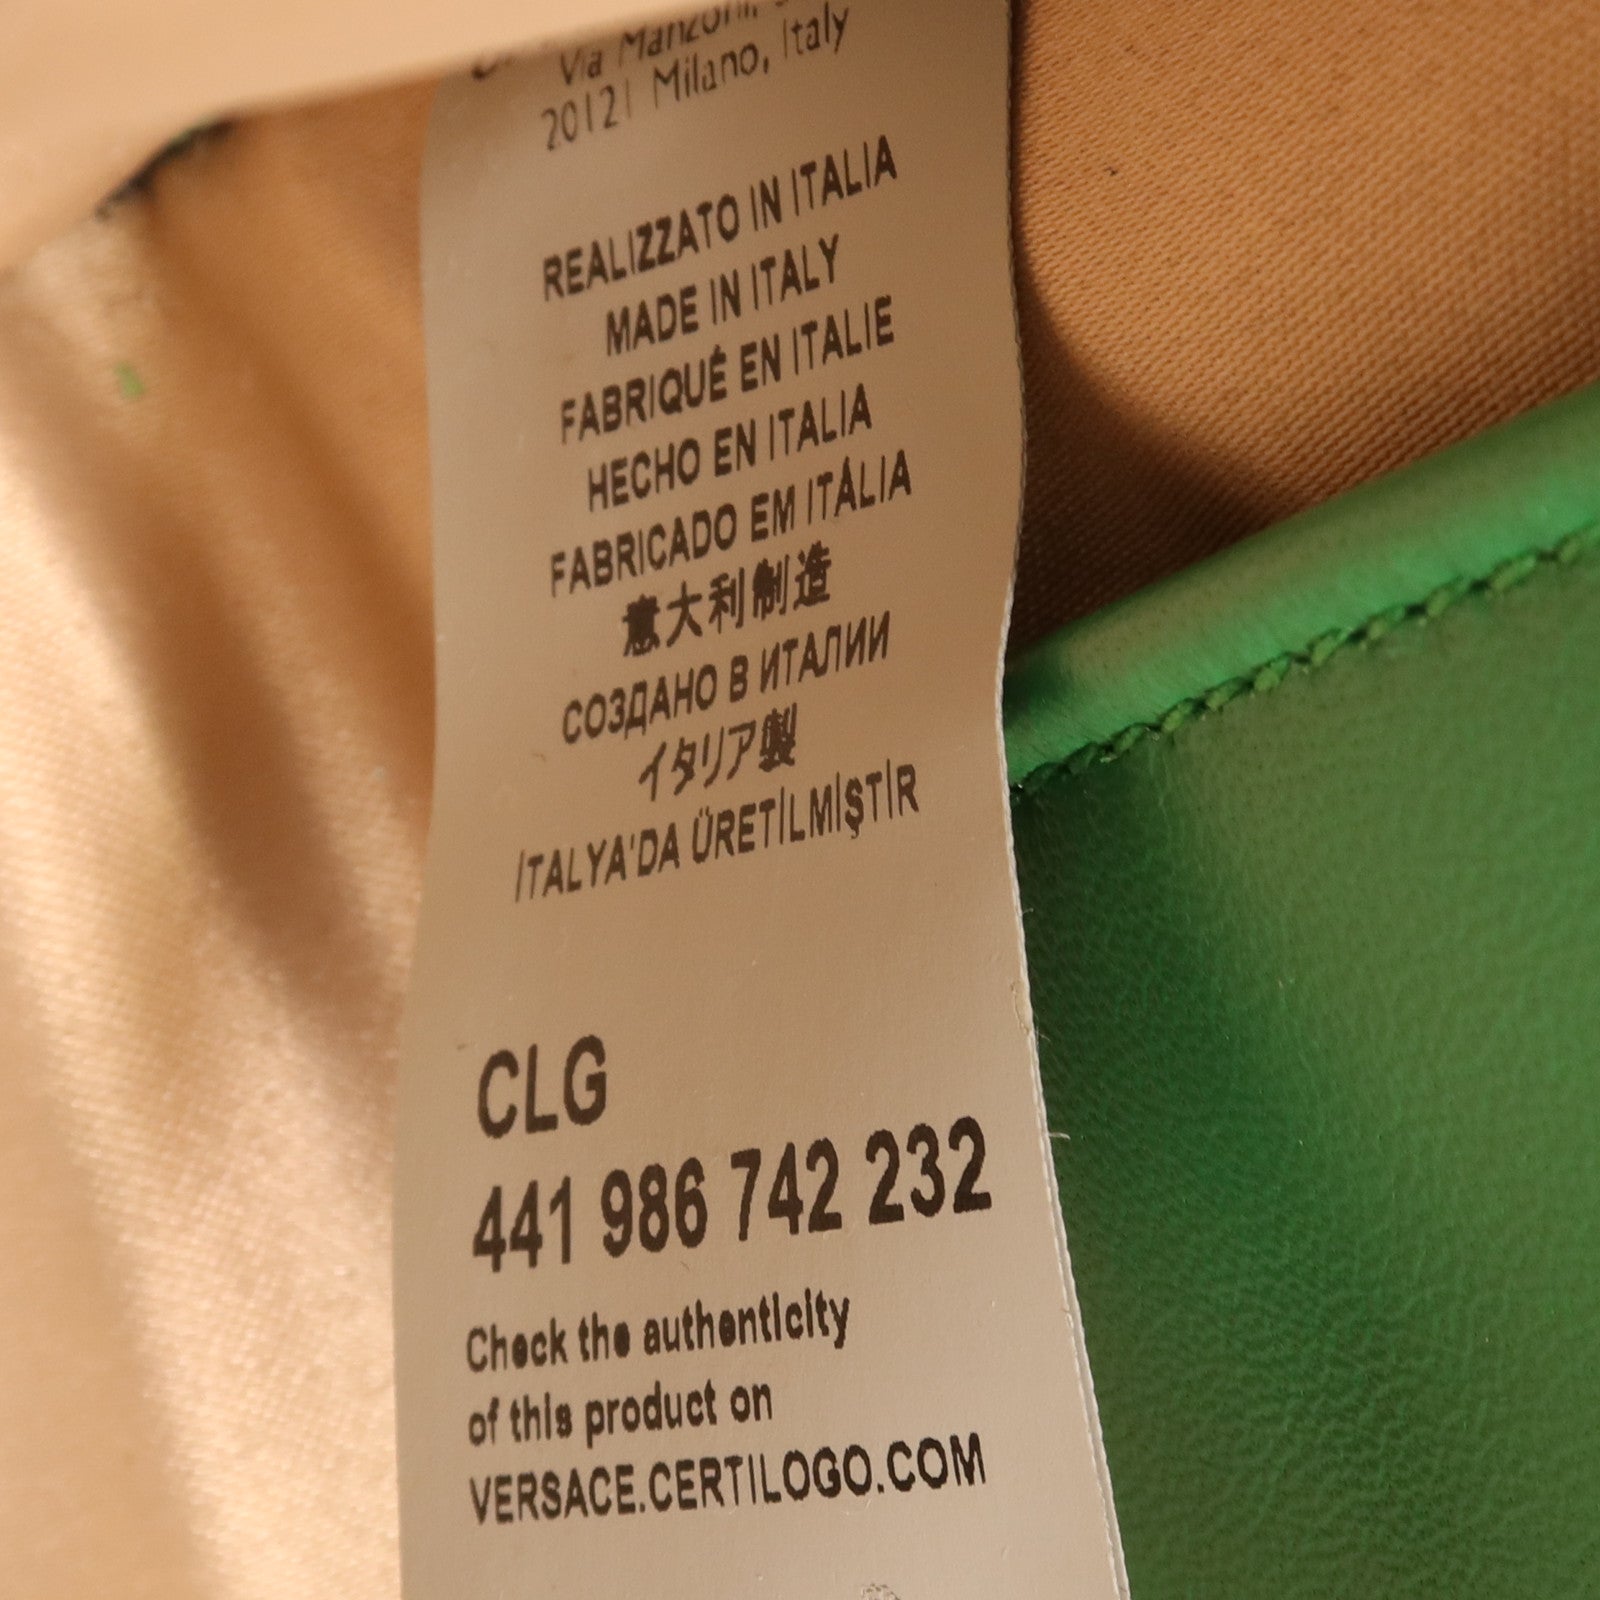 Via Manzoni,
20121 Milano, Italy
REALIZZATO IN ITALIA
MADE IN ITALY
FABRIQUÉ EN ITALIE
HECHO EN ITALIA
FABRICADO EM ITÁLIA
意大利制造
СОЗДАНО В ИТАЛИИ
イタリア製
İTALYA'DA ÜRETİLMİŞTİR
CLG
441 986 742 232
Check the authenticity
of this product on
VERSACE.CERTILOGO.COM